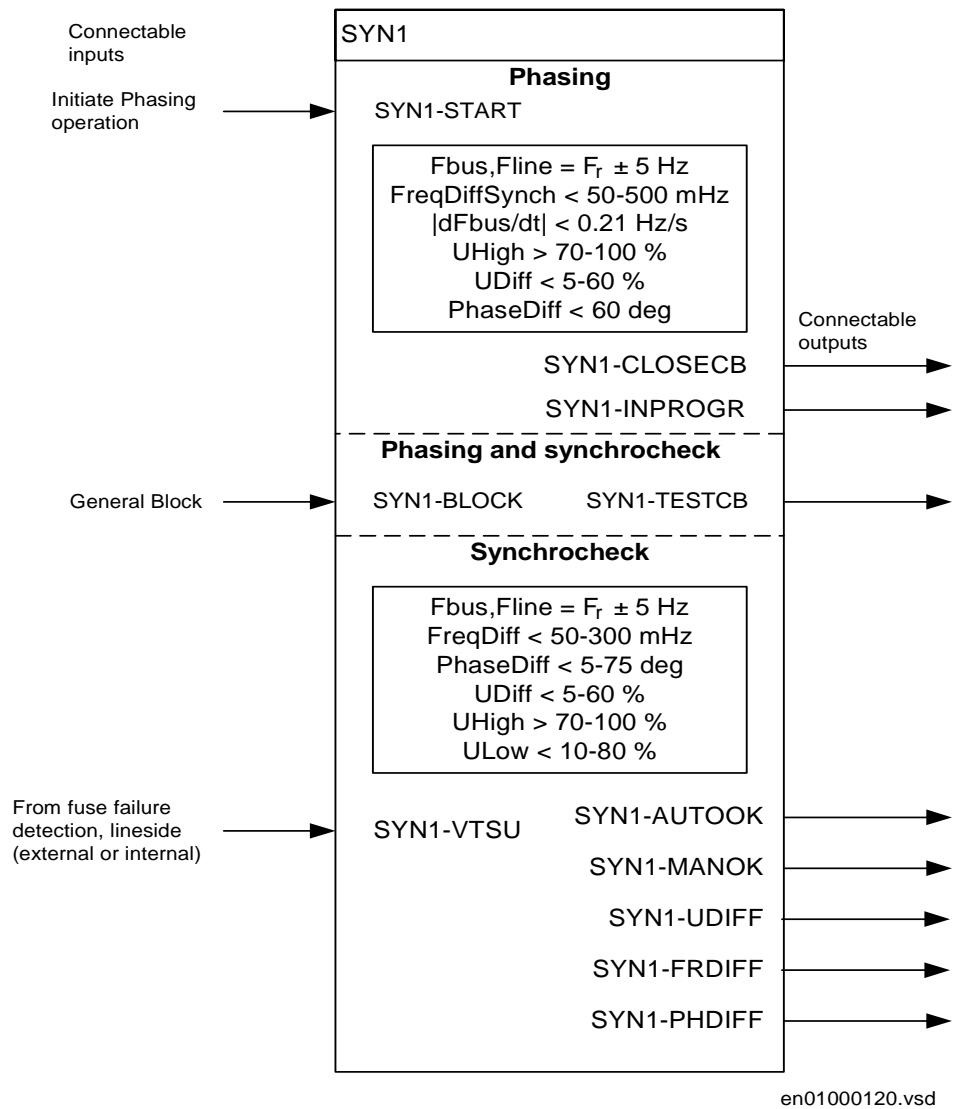 Connectable
inputs
SYN1
Phasing
Initiate Phasing
operation
SYN1-START
Fbus,Fline = Fr ± 5 Hz
FreqDiffSynch < 50-500 mHz
|dFbus/dt| < 0.21 Hz/s
UHigh > 70-100 %
UDiff < 5-60 %
PhaseDiff < 60 deg
Connectable
outputs
SYN1-CLOSECB
SYN1-INPROGR
Phasing and synchrocheck
General Block
SYN1-BLOCK SYN1-TESTCB
Synchrocheck
Fbus,Fline = Fr ± 5 Hz
FreqDiff < 50-300 mHz
PhaseDiff < 5-75 deg
UDiff < 5-60 %
UHigh > 70-100 %
ULow < 10-80 %
From fuse failure
detection, lineside
(external or internal)
SYN1-VTSU
SYN1-AUTOOK
SYN1-MANOK
SYN1-UDIFF
SYN1-FRDIFF
SYN1-PHDIFF
en01000120.vsd